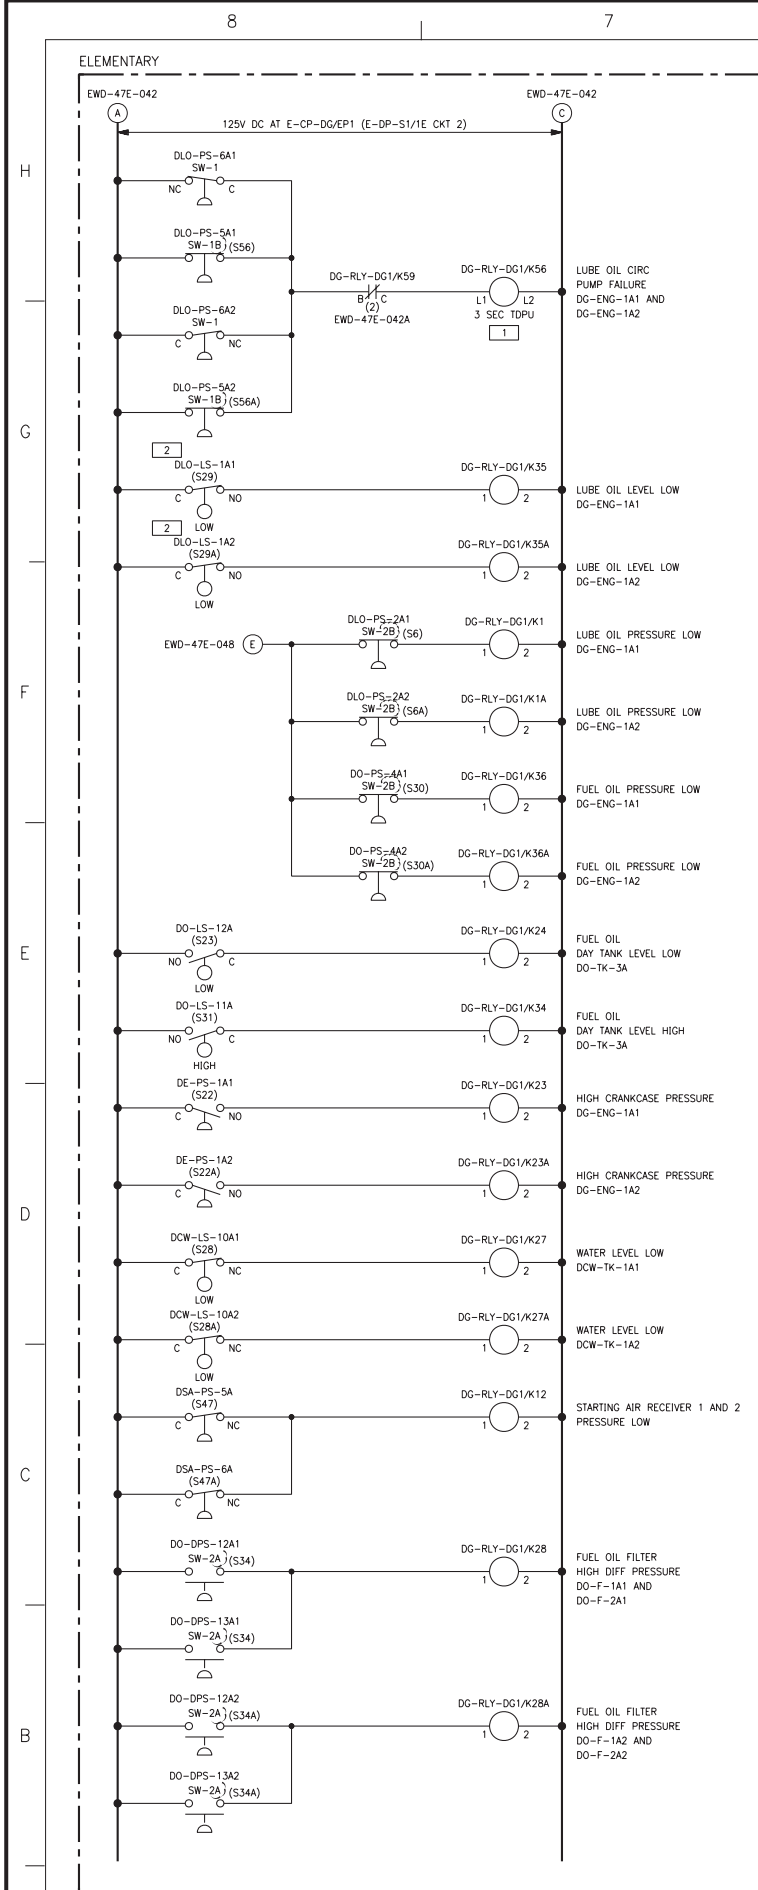 8 7
ELEMENTARY
EWD-47E-042 EWD-47E-042
A C
125V DC AT E-CP-DG/EP1 (E-DP-S1/1E CKT 2)
H
DLO-PS-6A1
SW-1
NC C
DLO-PS-5A1
SW-1B (S56)
DG-RLY-DG1/K59
B C
(2)
EWD-47E-042A
DG-RLY-DG1/K56
L1 L2
3 SEC TDPU
1
LUBE OIL CIRC
PUMP FAILURE
DG-ENG-1A1 AND
DG-ENG-1A2
DLO-PS-6A2
SW-1
C NC
DLO-PS-5A2
SW-1B (S56A)
G
2
DLO-LS-1A1
(S29)
C NO
LOW
DG-RLY-DG1/K35
1 2
LUBE OIL LEVEL LOW
DG-ENG-1A1
2
DLO-LS-1A2
(S29A)
C NO
LOW
DG-RLY-DG1/K35A
1 2
LUBE OIL LEVEL LOW
DG-ENG-1A2
EWD-47E-048 E
DLO-PS-2A1
SW-2B (S6)
DG-RLY-DG1/K1
1 2
LUBE OIL PRESSURE LOW
DG-ENG-1A1
F
DLO-PS-2A2
SW-2B (S6A)
DG-RLY-DG1/K1A
1 2
LUBE OIL PRESSURE LOW
DG-ENG-1A2
DO-PS-4A1
SW-2B (S30)
DG-RLY-DG1/K36
1 2
FUEL OIL PRESSURE LOW
DG-ENG-1A1
DO-PS-4A2
SW-2B (S30A)
DG-RLY-DG1/K36A
1 2
FUEL OIL PRESSURE LOW
DG-ENG-1A2
E
DO-LS-12A
(S23)
NO C
LOW
DG-RLY-DG1/K24
1 2
FUEL OIL
DAY TANK LEVEL LOW
DO-TK-3A
DO-LS-11A
(S31)
NO C
HIGH
DG-RLY-DG1/K34
1 2
FUEL OIL
DAY TANK LEVEL HIGH
DO-TK-3A
DE-PS-1A1
(S22)
C NO
DG-RLY-DG1/K23
1 2
HIGH CRANKCASE PRESSURE
DG-ENG-1A1
DE-PS-1A2
(S22A)
C NO
DG-RLY-DG1/K23A
1 2
HIGH CRANKCASE PRESSURE
DG-ENG-1A2
D
DCW-LS-10A1
(S28)
C NC
LOW
DG-RLY-DG1/K27
1 2
WATER LEVEL LOW
DCW-TK-1A1
DCW-LS-10A2
(S28A)
C NC
LOW
DG-RLY-DG1/K27A
1 2
WATER LEVEL LOW
DCW-TK-1A2
DSA-PS-5A
(S47)
C NC
DG-RLY-DG1/K12
1 2
STARTING AIR RECEIVER 1 AND 2
PRESSURE LOW
C
DSA-PS-6A
(S47A)
C NC
DO-DPS-12A1
SW-2A (S34)
DG-RLY-DG1/K28
1 2
FUEL OIL FILTER
HIGH DIFF PRESSURE
DO-F-1A1 AND
DO-F-2A1
DO-DPS-13A1
SW-2A (S34)
B
DO-DPS-12A2
SW-2A (S34A)
DG-RLY-DG1/K28A
1 2
FUEL OIL FILTER
HIGH DIFF PRESSURE
DO-F-1A2 AND
DO-F-2A2
DO-DPS-13A2
SW-2A (S34A)